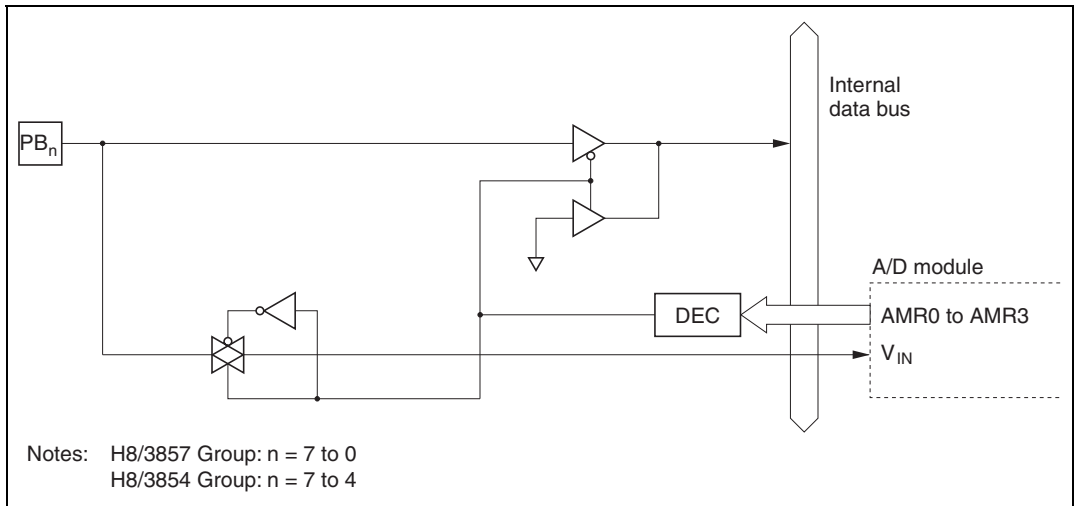 Internal
data bus
PBn
A/D module
DEC
AMR0 to AMR3
VIN
Notes: H8/3857 Group: n = 7 to 0
H8/3854 Group: n = 7 to 4